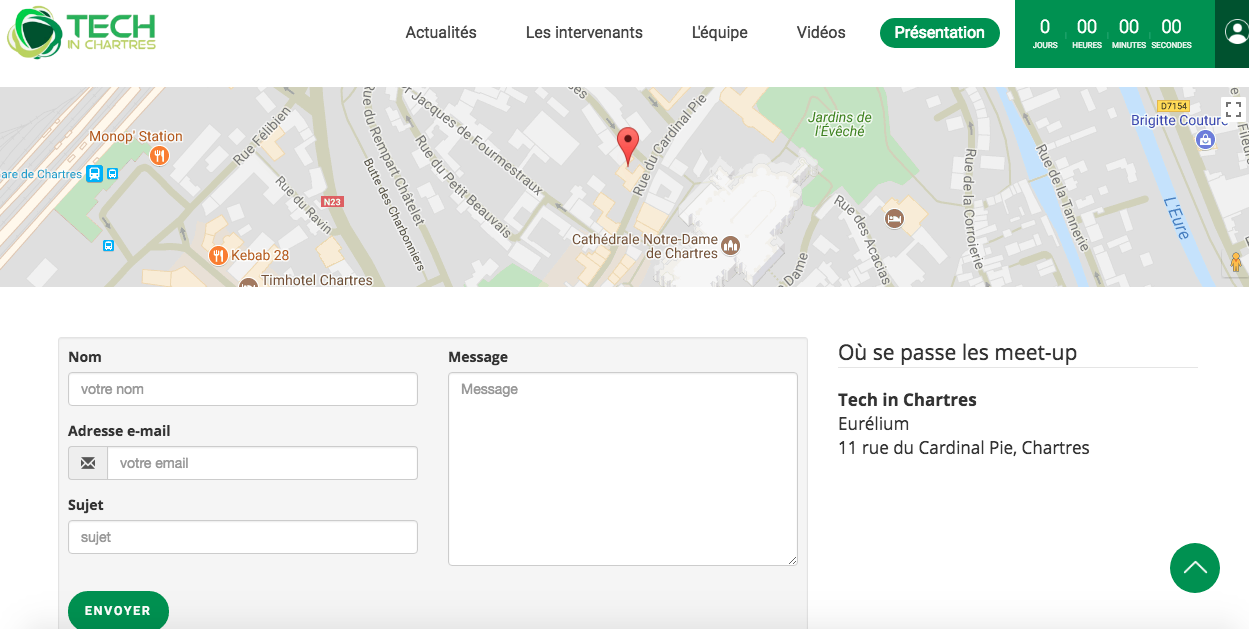 TECH
IN CHARTRES
Actualités
Les intervenants
L'équipe
Vidéos
Présentation
0 00 00 00
JOURS HEURES MINUTES SECONDES
Monop' Station
are de Chartres
Rue Félibien
Rue du Ravin
N23
Kebab 28
Timhotel Chartres
Rue du Rempart Châtelet
Butte des Charbonniers
Rue Jacques de Fourmestraux
Rue du Petit Beauvais
Rue du Cardinal Pie
Cathédrale Notre-Dame
de Chartres
Jardins de
l'Évêché
Rue des Acacias
Rue de la Corroierie
Rue de la Tannerie
L'Eure
D7154
Brigitte Couture
Nom
votre nom
Adresse e-mail
votre email
Sujet
sujet
Message
Message
ENVOYER
Où se passe les meet-up
Tech in Chartres
Eurélium
11 rue du Cardinal Pie, Chartres